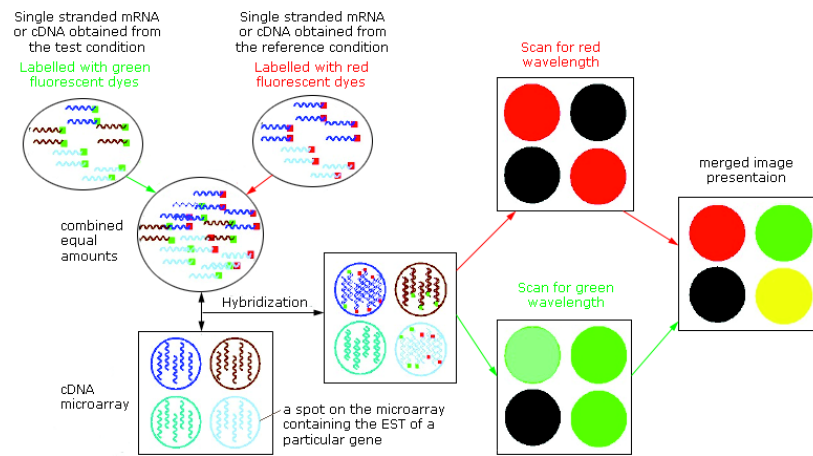 Single stranded mRNA
or cDNA obtained from
the test condition
Labelled with green
fluorescent dyes
Single stranded mRNA
or cDNA obtained from
the reference condition
Labelled with red
fluorescent dyes
Scan for red
wavelength
merged image
presentaion
combined
equal
amounts
Hybridization
Scan for green
wavelength
cDNA
microarray
a spot on the microarray
containing the EST of a
particular gene